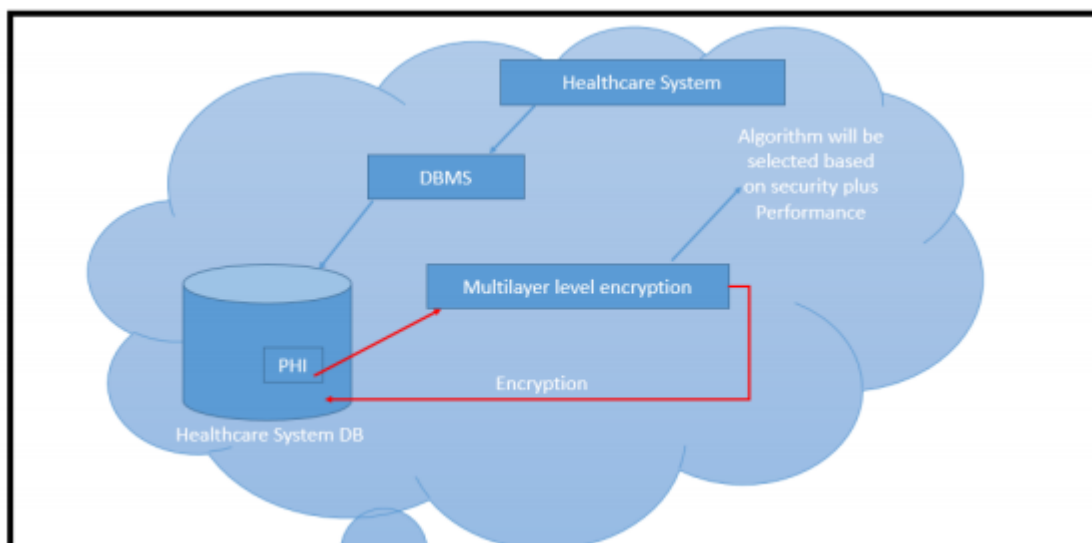 Healthcare System
Algorithm will be
selected based
on security plus
Performance
DBMS
Multilayer level encryption
PHI
Encryption
Healthcare System DB